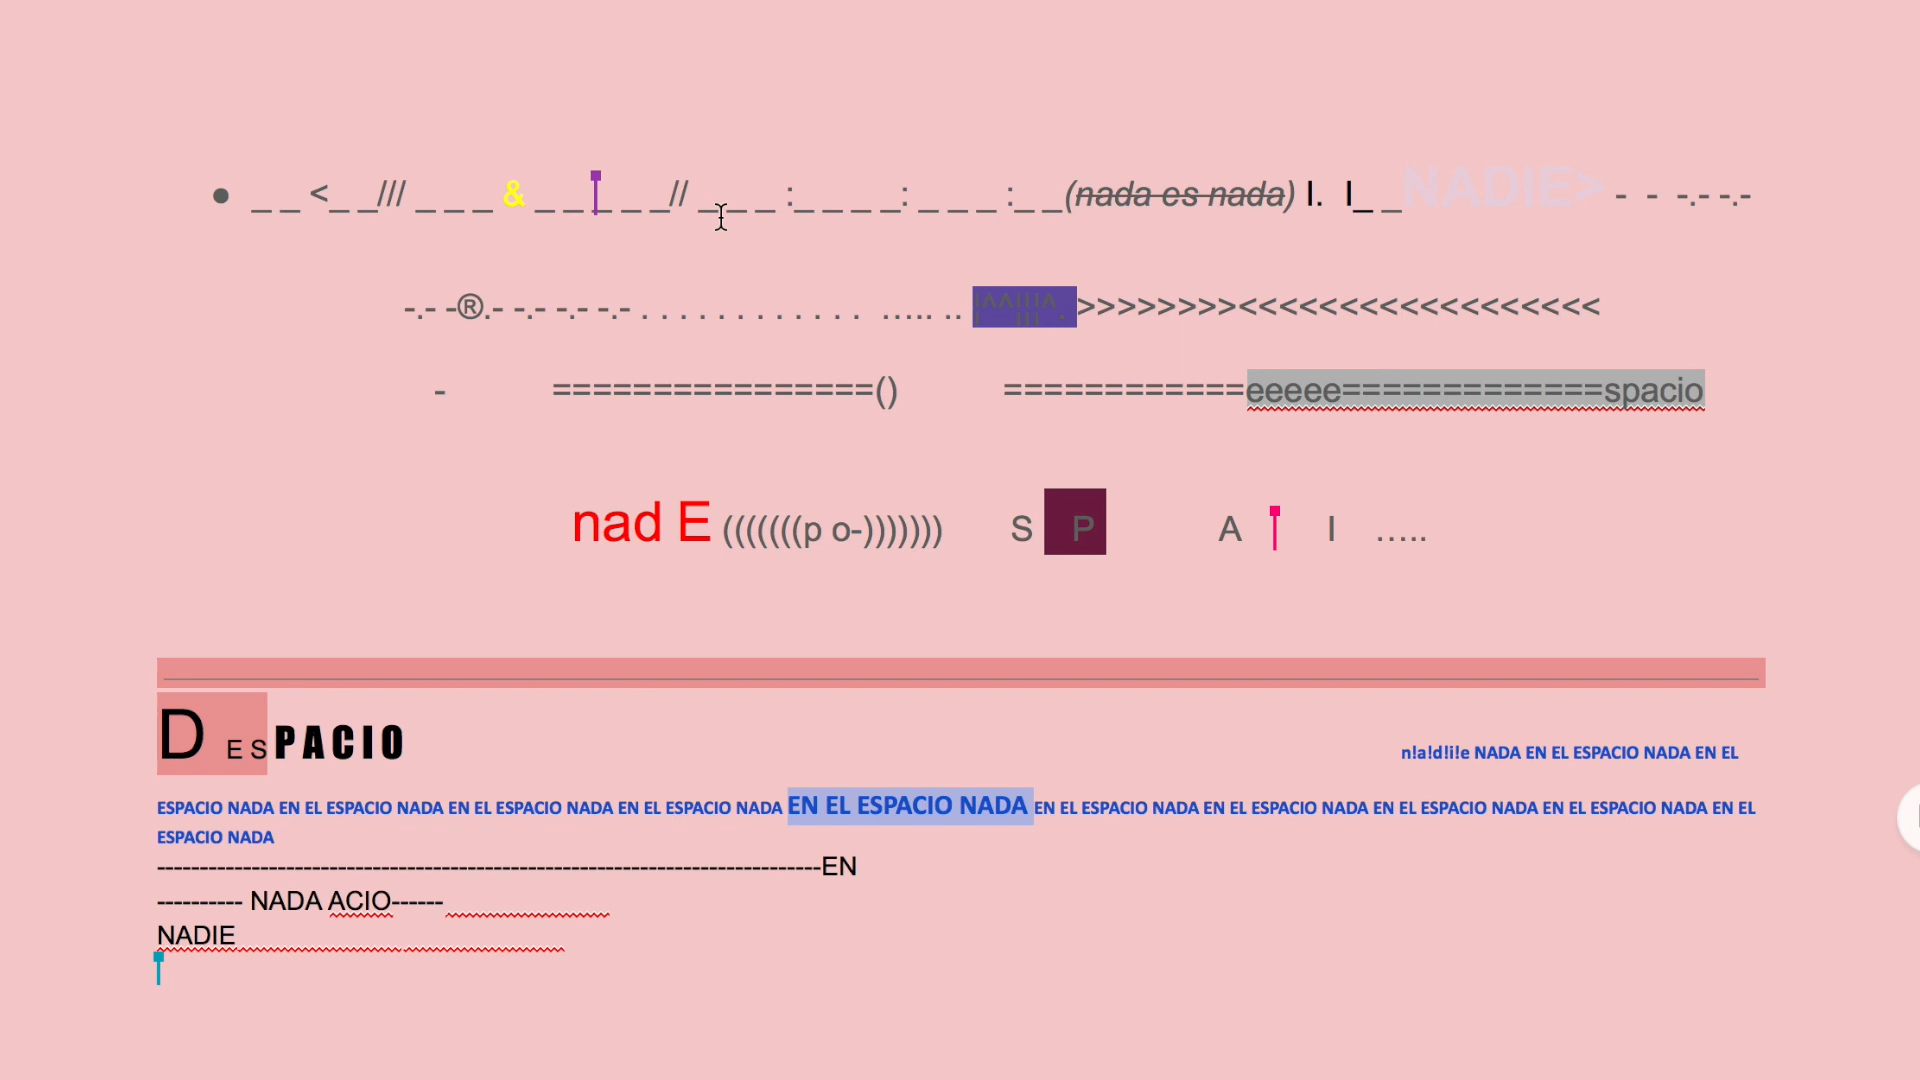 ● _ _ <_ _/// _ _ _ & _ _ _ _ _// _ _ _ :_ _ _ _: _ _ _ :_ _(nada es nada) I. I_ _NADIE> - - -.- -.-
-.- -®.- -.- -.- -.- . . . . . . . . . . . . ….. .. >>>>>>>><<<<<<<<<<<<<<<<<<
- ================() ============eeeee=============spacio
nad E (((((((p o-))))))) S P A I …..
D E S PACIO n!a!d!i!e NADA EN EL ESPACIO NADA EN EL
ESPACIO NADA EN EL ESPACIO NADA EN EL ESPACIO NADA EN EL ESPACIO NADA EN EL ESPACIO NADA EN EL ESPACIO NADA EN EL ESPACIO NADA EN EL ESPACIO NADA EN EL ESPACIO NADA EN EL
ESPACIO NADA
------------------------------------------------------------------------------EN
---------- NADA ACIO------
NADIE